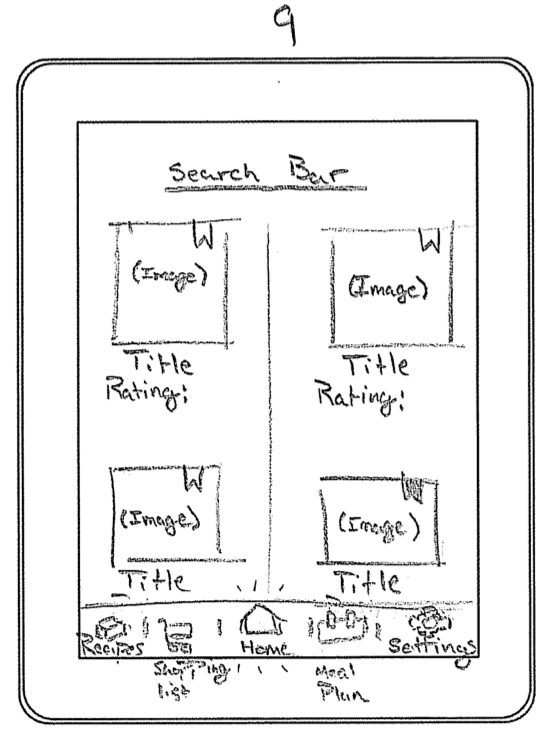 9
Search Bar
(Image)
(Image)
Title
Title
Rating:
Rating:
(Image)
(Image)
Title
Title
Recipes
Home
Settings
Shopping
list
Meal
Plan